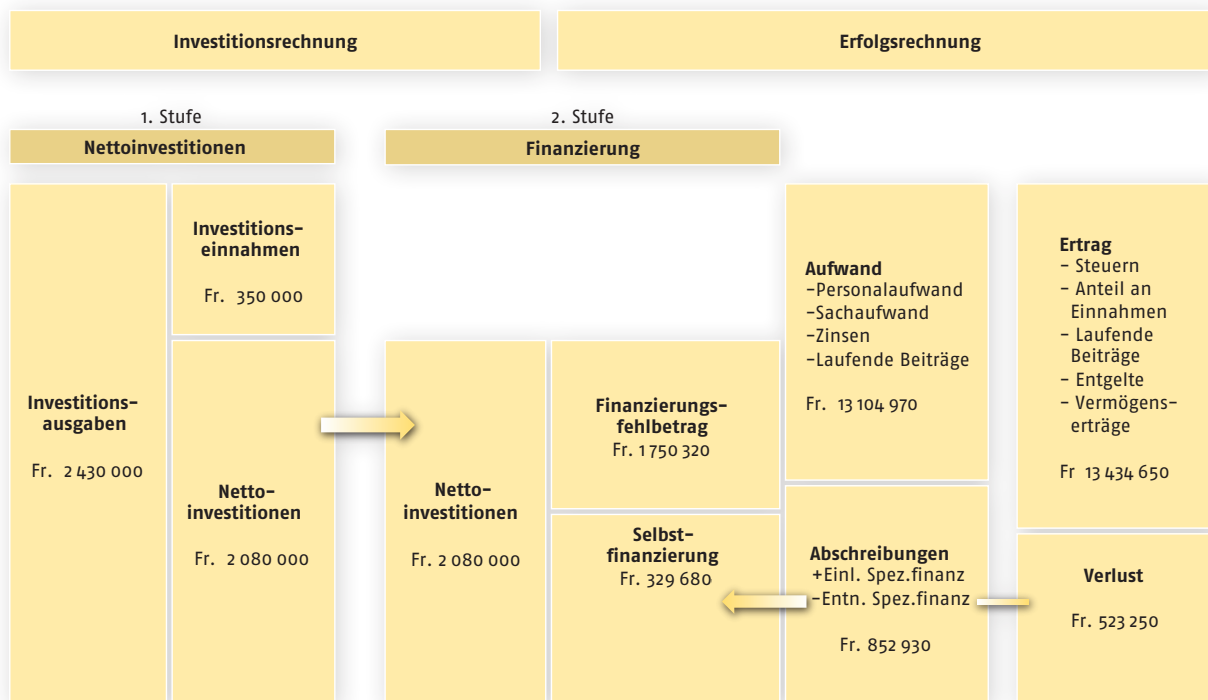 Investitionsrechnung
Erfolgsrechnung
1. Stufe
Nettoinvestitionen
2. Stufe
Finanzierung
Investitions-
ausgaben
Fr. 2 430 000
Investitions-
einnahmen
Fr. 350 000
Netto-
investitionen
Fr. 2 080 000
Netto-
investitionen
Fr. 2 080 000
Finanzierungs-
fehlbetrag
Fr. 1 750 320
Selbst-
finanzierung
Fr. 329 680
Aufwand
-Personalaufwand
-Sachaufwand
-Zinsen
-Laufende Beiträge
Fr. 13 104 970
Abschreibungen
+Einl. Spez.finanz
-Entn. Spez.finanz
Fr. 852 930
Ertrag
- Steuern
- Anteil an
Einnahmen
- Laufende
Beiträge
- Entgelte
- Vermögens-
erträge
Fr 13 434 650
Verlust
Fr. 523 250